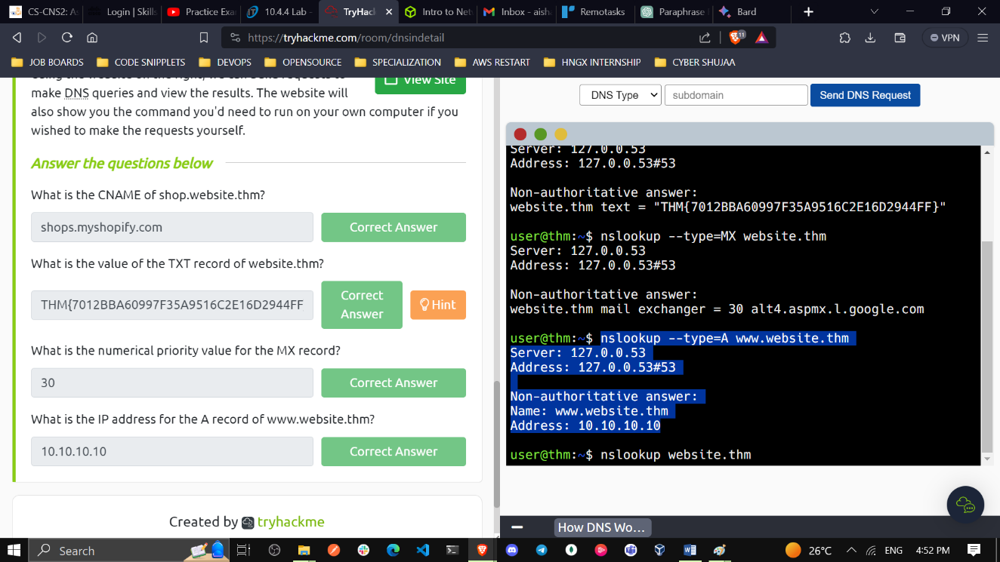 CS-CNS2: As
Login | Skills
Practice Exa
10.4.4 Lab -
TryHack
Intro to Net
Inbox - aisha
Remotasks
Paraphrase
Bard
https://tryhackme.com/room/dnsindetail
11
VPN
JOB BOARDS
CODE SNIPPLETS
DEVOPS
OPENSOURCE
SPECIALIZATION
AWS RESTART
HNGX INTERNSHIP
CYBER SHUJAA
View Site
make DNS queries and view the results. The website will
also show you the command you'd need to run on your own computer if you
wished to make the requests yourself.
Answer the questions below
What is the CNAME of shop.website.thm?
shops.myshopify.com
Correct Answer
What is the value of the TXT record of website.thm?
THM{7012BBA60997F35A9516C2E16D2944FF
Correct
Answer
Hint
What is the numerical priority value for the MX record?
30
Correct Answer
What is the IP address for the A record of www.website.thm?
10.10.10.10
Correct Answer
Created by tryhackme
DNS Type
subdomain
Send DNS Request
Server: 127.0.0.53
Address: 127.0.0.53#53
Non-authoritative answer:
website.thm text = "THM{7012BBA60997F35A9516C2E16D2944FF}"
user@thm:~$ nslookup --type=MX website.thm
Server: 127.0.0.53
Address: 127.0.0.53#53
Non-authoritative answer:
website.thm mail exchanger = 30 alt4.aspmx.l.google.com
user@thm:~$ nslookup --type=A www.website.thm
Server: 127.0.0.53
Address: 127.0.0.53#53
Non-authoritative answer:
Name: www.website.thm
Address: 10.10.10.10
user@thm:~$ nslookup website.thm
How DNS Wo...
Search
26°C
ENG
4:52 PM